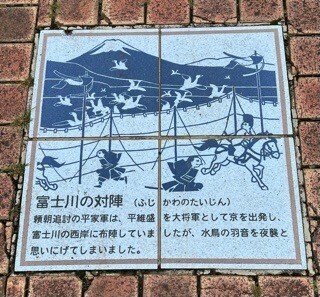 富士川の対陣 (ふじかわのたいじん)
頼朝追討の平家軍は、平維盛を大将軍として京を出発し、
富士川の西岸に布陣していましたが、水鳥の羽音を夜襲と
思いにげてしまいました。